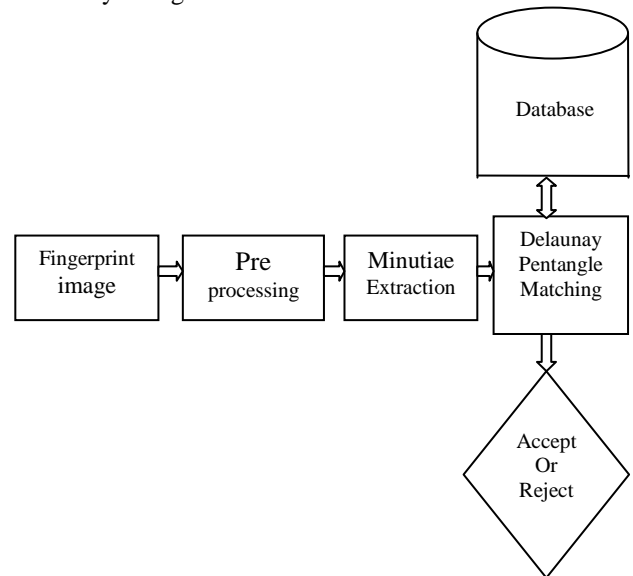 Database
Fingerprint
image
Pre
processing
Minutiae
Extraction
Delaunay
Pentangle
Matching
Accept
Or
Reject